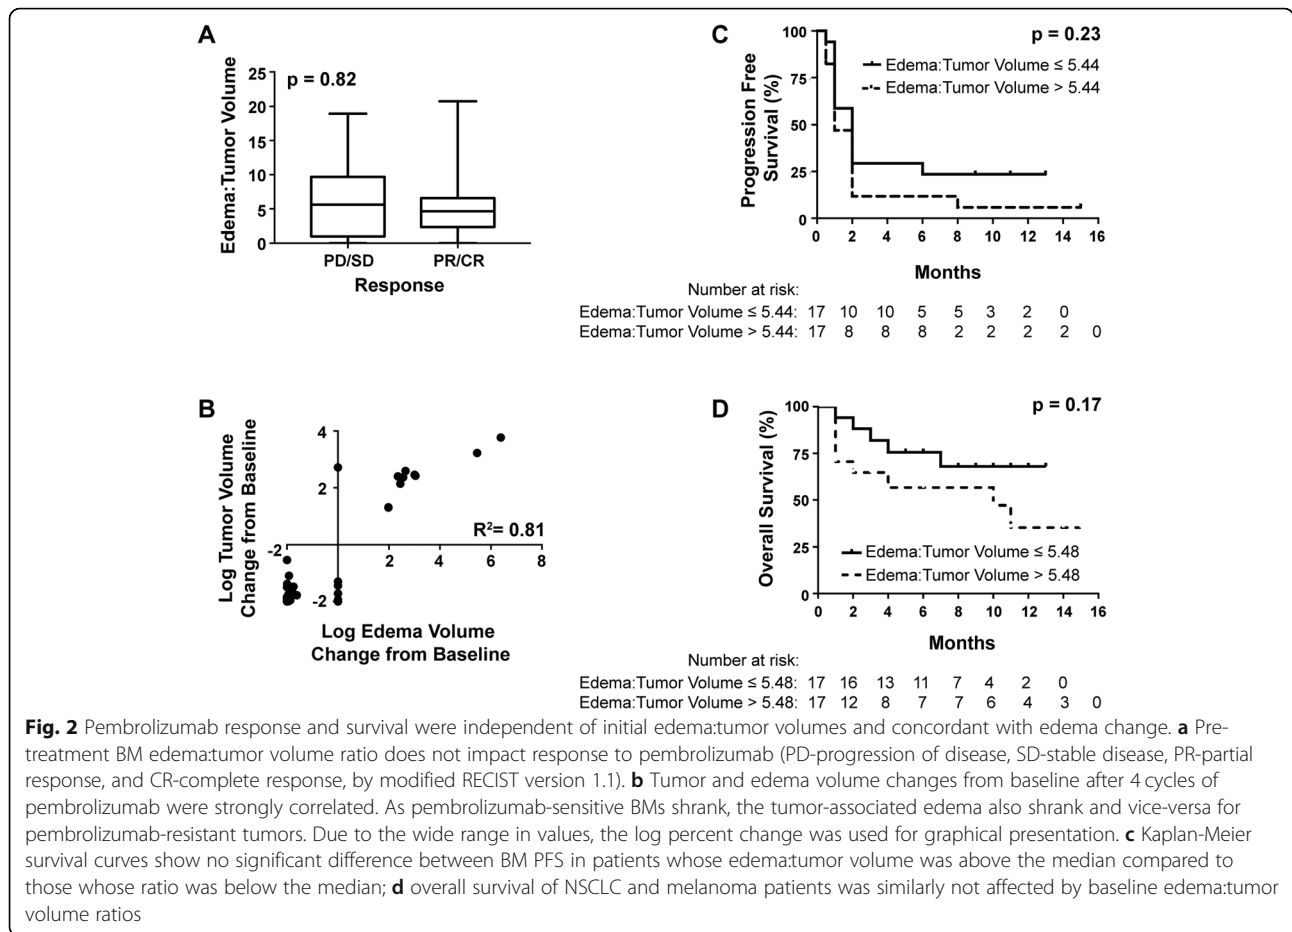 A
Edema:Tumor Volume
p = 0.82
25
20
15
10
5
0
PD/SD PR/CR
Response
C
p = 0.23
Progression Free
Survival (%)
Edema:Tumor Volume ≤ 5.44
Edema:Tumor Volume > 5.44
100
75
50
25
0
0 2 4 6 8 10 12 14 16
Months
Number at risk:
Edema:Tumor Volume ≤ 5.44: 17 10 10 5 5 3 2 0
Edema:Tumor Volume > 5.44: 17 8 8 8 2 2 2 2 0
B
Log Tumor Volume
Change from Baseline
4
2
R²= 0.81
-2 2 4 6 8
-2
Log Edema Volume
Change from Baseline
D
p = 0.17
Overall Survival (%)
100
75
50
25
0
Edema:Tumor Volume ≤ 5.48
Edema:Tumor Volume > 5.48
0 2 4 6 8 10 12 14 16
Months
Number at risk:
Edema:Tumor Volume ≤ 5.48: 17 16 13 11 7 4 2 0
Edema:Tumor Volume > 5.48: 17 12 8 7 7 6 4 3 0
Fig. 2 Pembrolizumab response and survival were independent of initial edema:tumor volumes and concordant with edema change. a Pre-
treatment BM edema:tumor volume ratio does not impact response to pembrolizumab (PD-progression of disease, SD-stable disease, PR-partial
response, and CR-complete response, by modified RECIST version 1.1). b Tumor and edema volume changes from baseline after 4 cycles of
pembrolizumab were strongly correlated. As pembrolizumab-sensitive BMs shrank, the tumor-associated edema also shrank and vice-versa for
pembrolizumab-resistant tumors. Due to the wide range in values, the log percent change was used for graphical presentation. c Kaplan-Meier
survival curves show no significant difference between BM PFS in patients whose edema:tumor volume was above the median compared to
those whose ratio was below the median; d overall survival of NSCLC and melanoma patients was similarly not affected by baseline edema:tumor
volume ratios